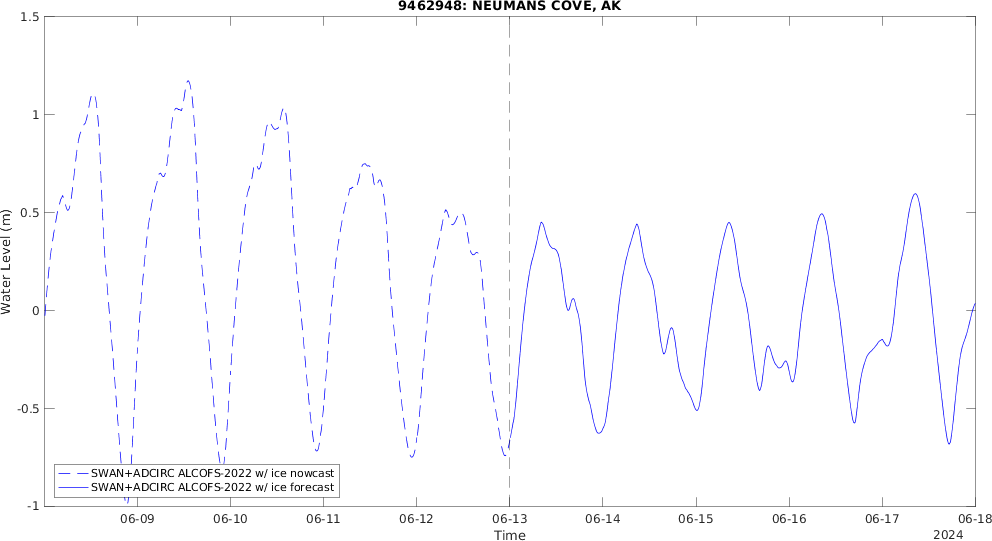 9462948: NEUMANS COVE, AK
Water Level (m)
1.5
1
0.5
0
-0.5
-1
SWAN+ADCIRC ALCOFS-2022 w/ ice nowcast
SWAN+ADCIRC ALCOFS-2022 w/ ice forecast
06-09 06-10 06-11 06-12 06-13 06-14 06-15 06-16 06-17 06-18
Time
2024